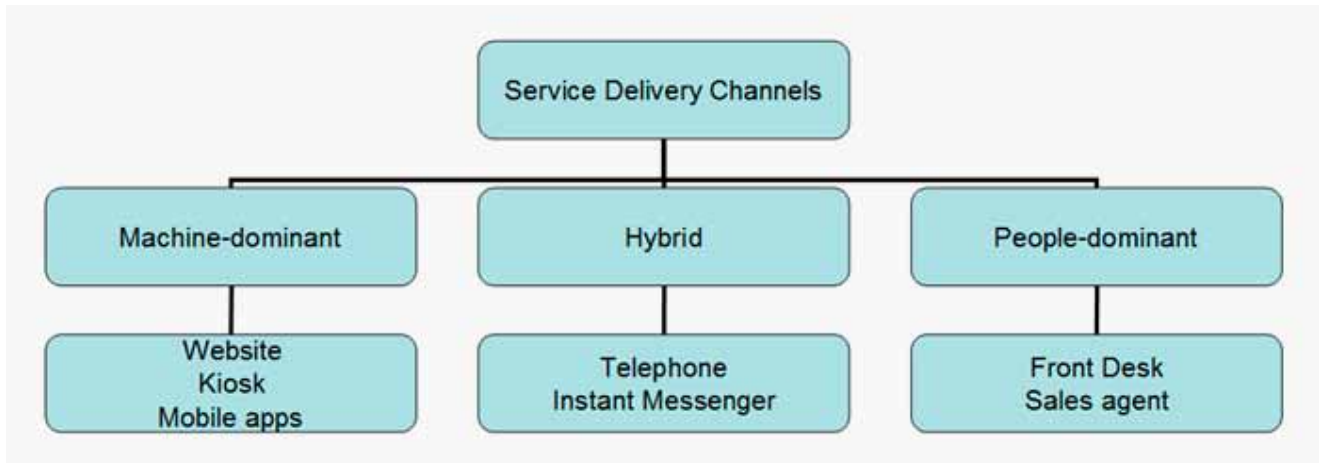 Service Delivery Channels
Machine-dominant
Hybrid
People-dominant
Website
Kiosk
Mobile apps
Telephone
Instant Messenger
Front Desk
Sales agent